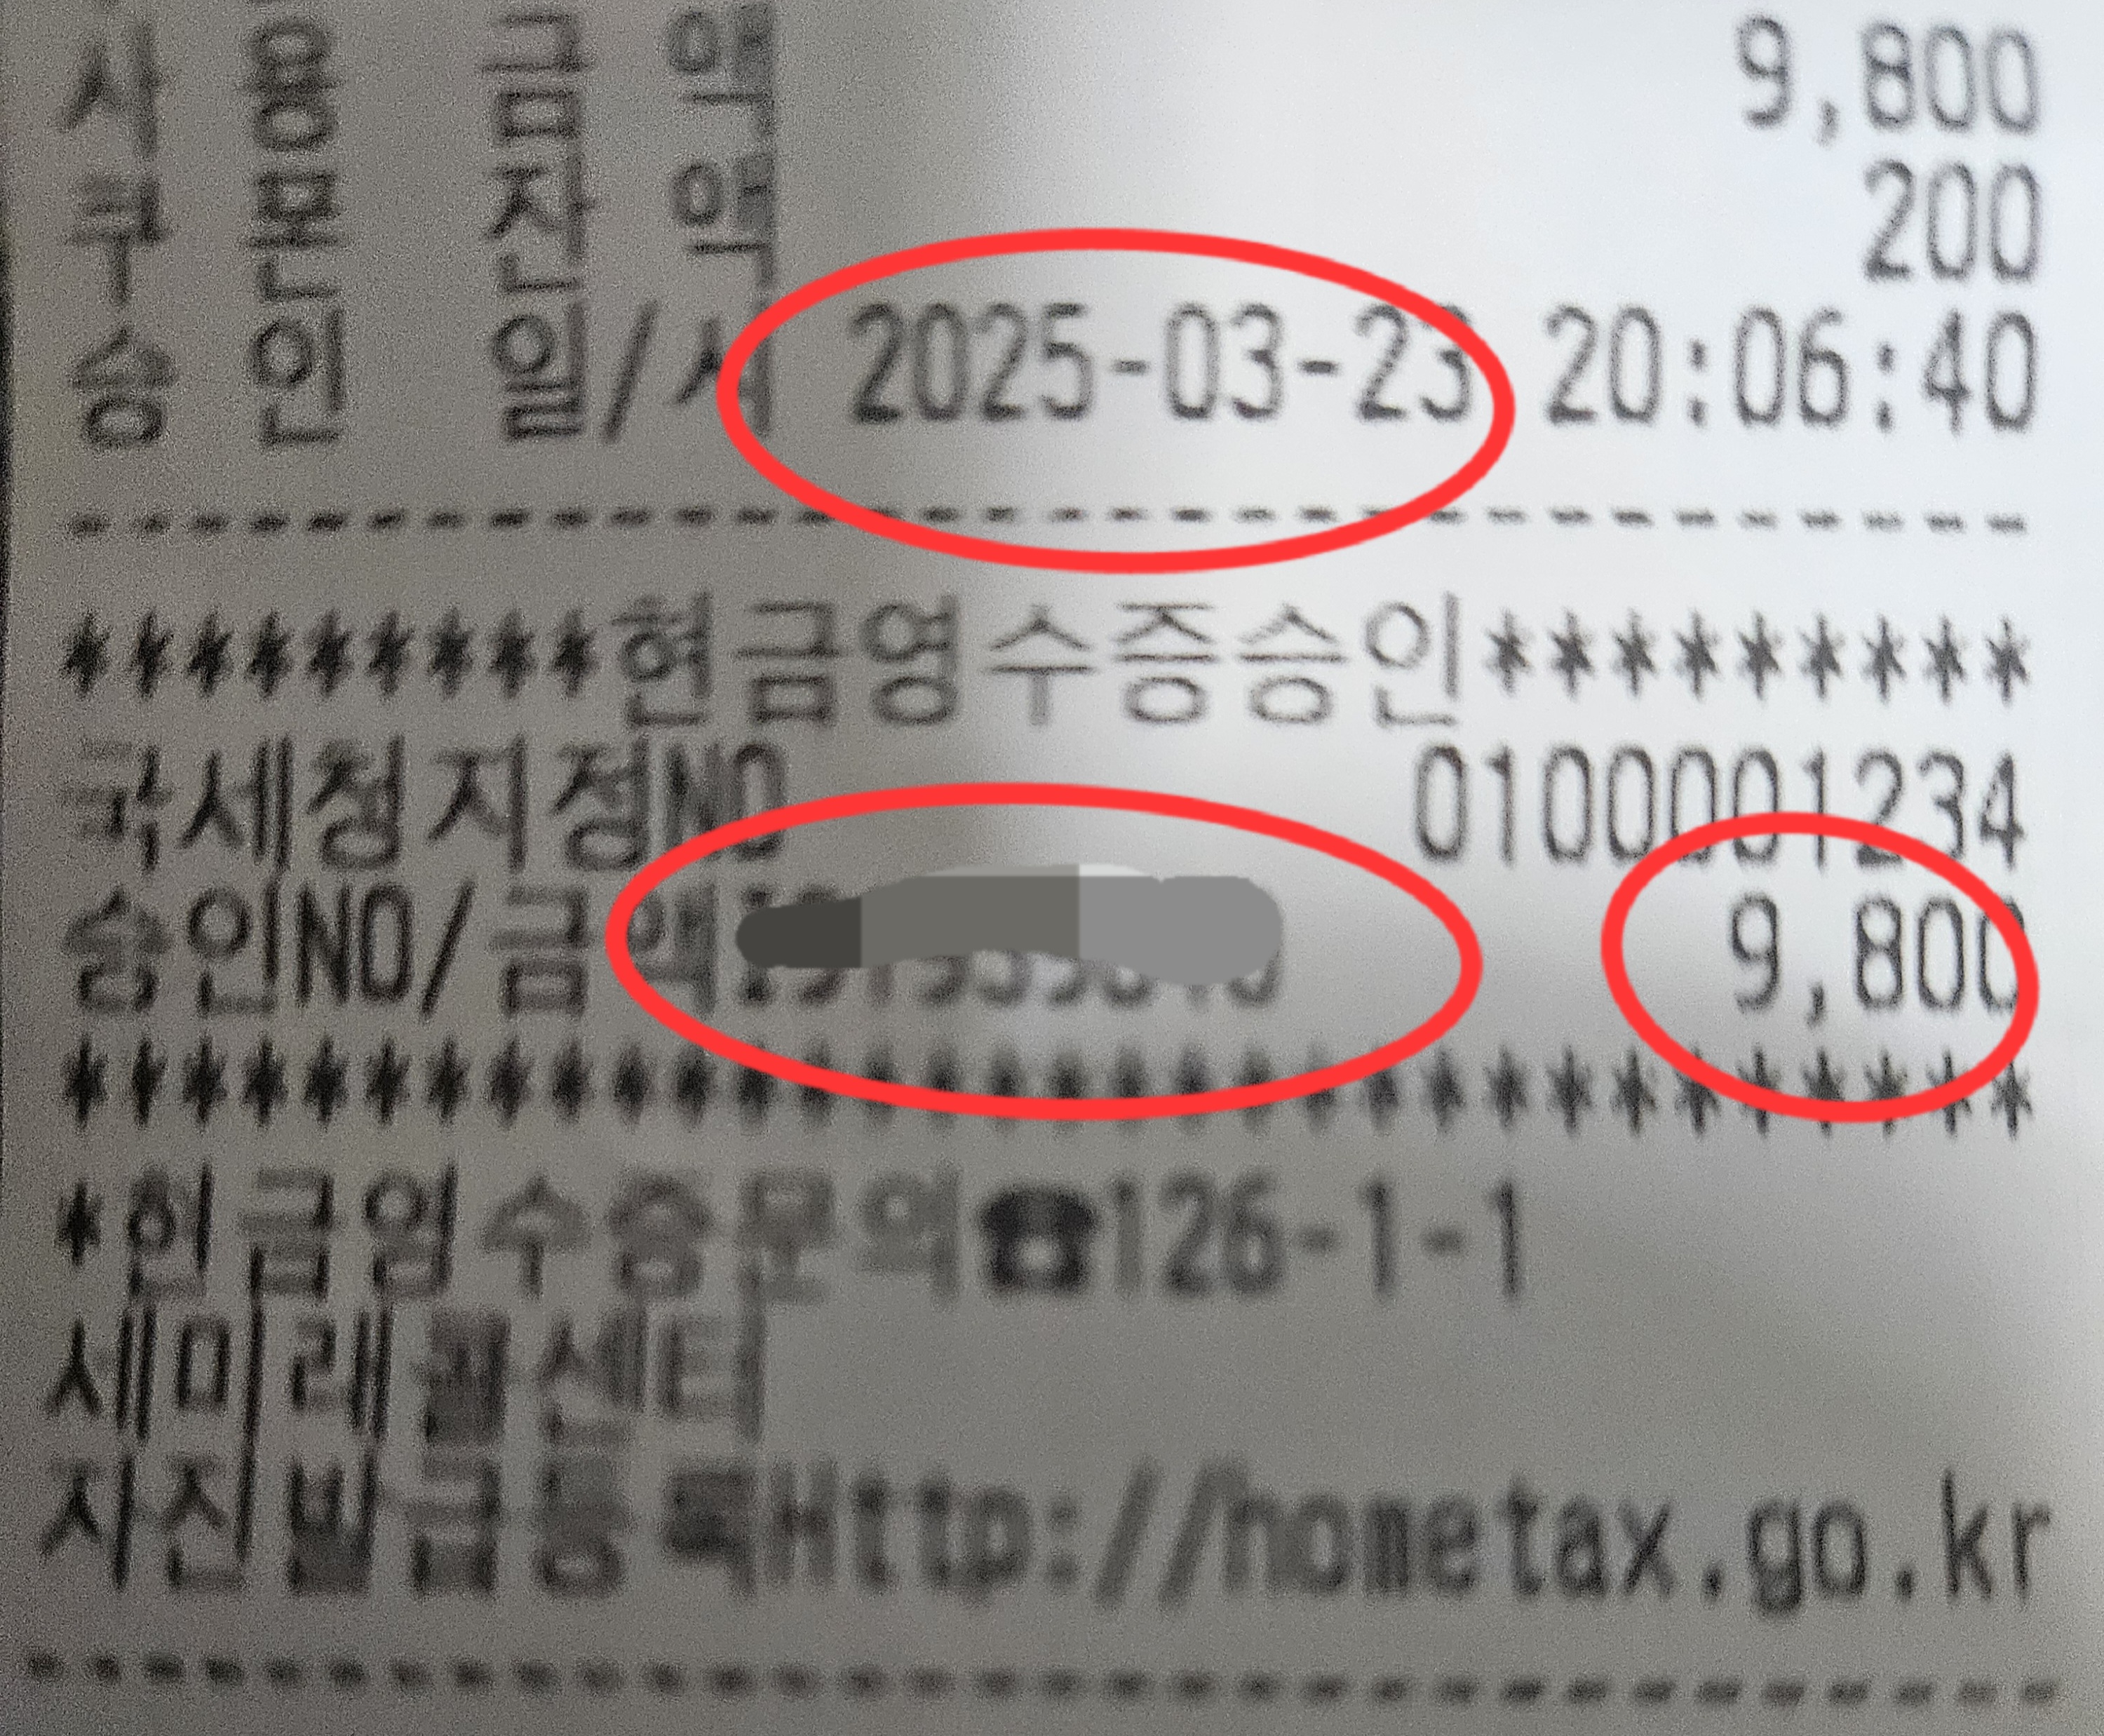 사 용 금 액 9,800
쿠 폰 잔 액 200
승 인 일/시 2025-03-23 20:06:40
--------------------------------
*********현금영수증승인*********
국세청지정NO 0100001234
승인NO/금액 9,800
********************************
*현금영수증문의☎126-1-1
세미래콜센터
자진발급등록Http://hometax.go.kr
--------------------------------